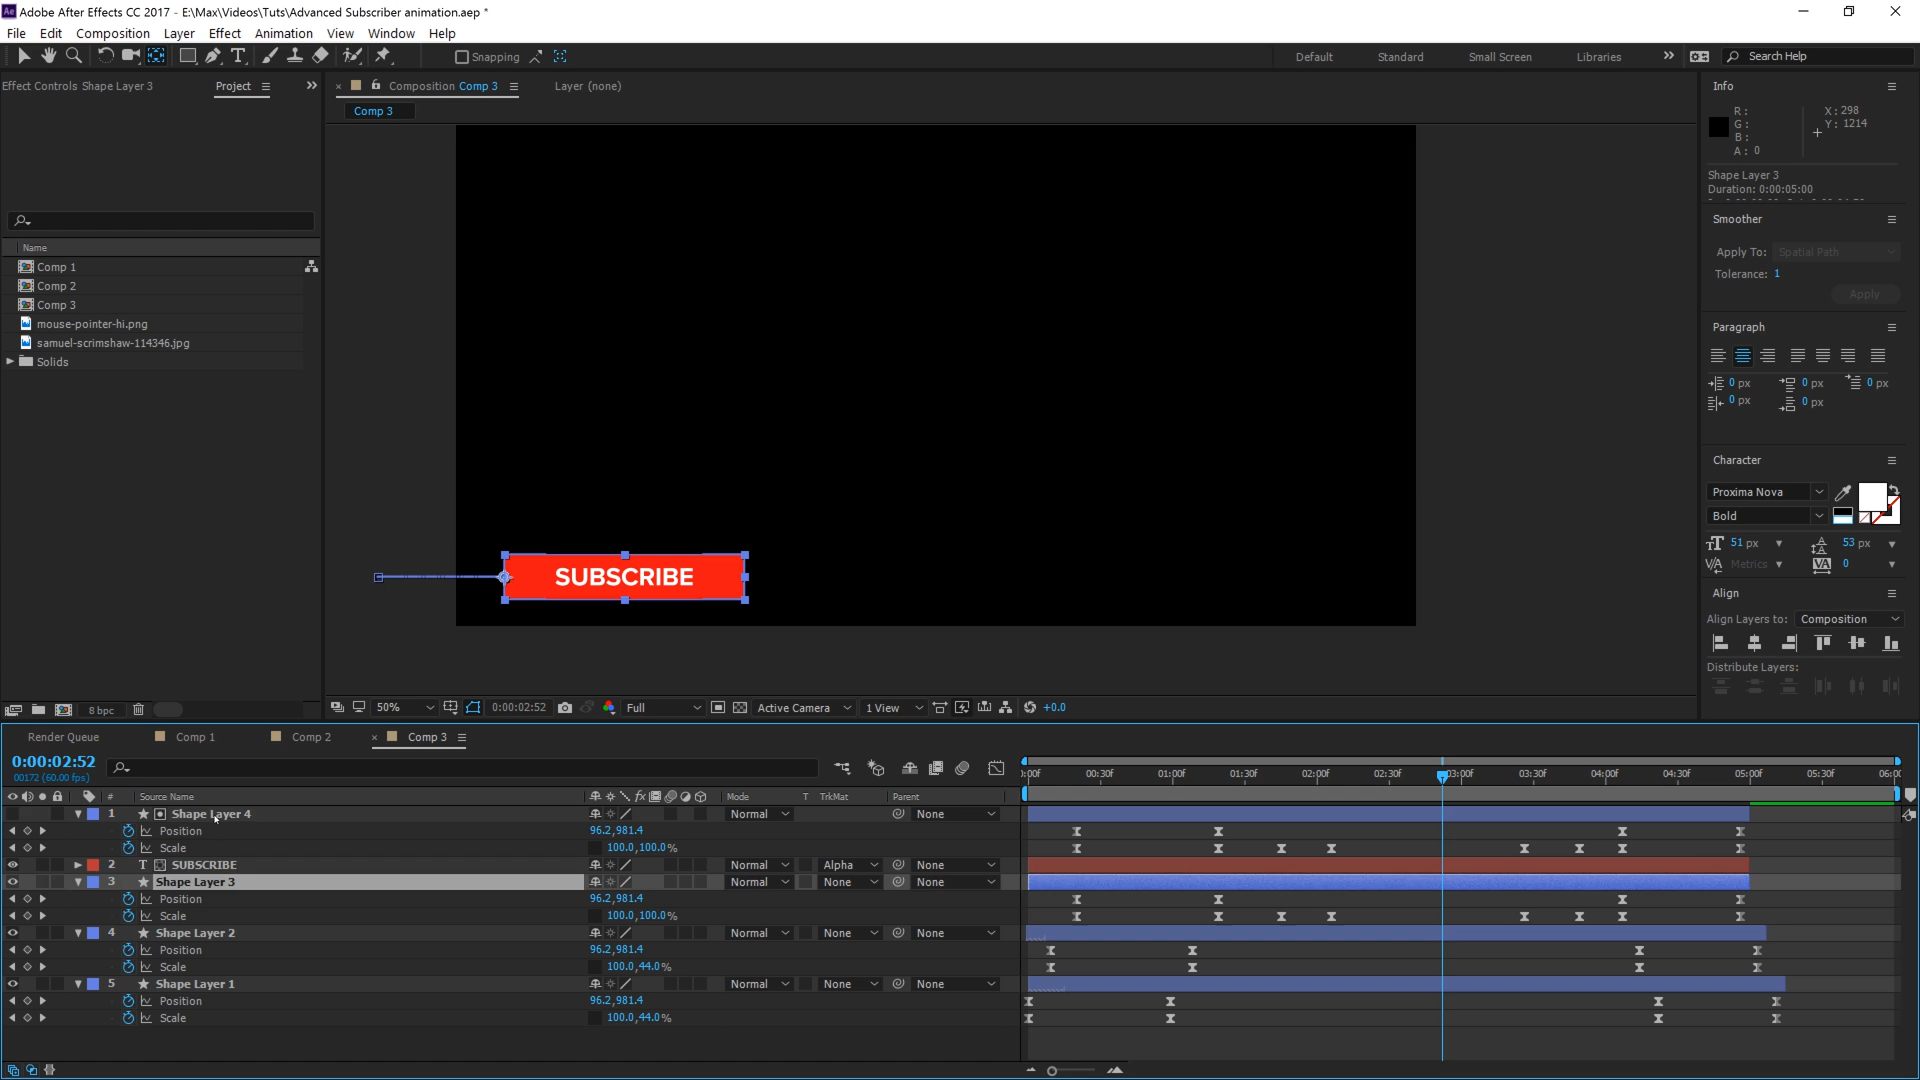 Adobe After Effects CC 2017 - E:\Max\Videos\Tuts\Advanced Subscriber animation.aep *
File Edit Composition Layer Effect Animation View Window Help
Snapping
Default Standard Small Screen Libraries
Search Help
Effect Controls Shape Layer 3
Project
Composition Comp 3
Layer (none)
Comp 3
Name
Comp 1
Comp 2
Comp 3
mouse-pointer-hi.png
samuel-scrimshaw-114346.jpg
Solids
8 bpc
SUBSCRIBE
50% 0:00:02:52 Full Active Camera 1 View +0.0
Info
R: X: 298
G: Y: 1214
B:
A: 0
Shape Layer 3
Duration: 0:00:05:00
Smoother
Apply To: Spatial Path
Tolerance: 1
Apply
Paragraph
0 px 0 px 0 px
0 px 0 px
Character
Proxima Nova
Bold
51 px 53 px
Metrics 0
Align
Align Layers to: Composition
Distribute Layers:
Render Queue Comp 1 Comp 2 Comp 3
0:00:02:52
00172 (60.00 fps)
# Source Name Mode T TrkMat Parent
00:30f 01:00f 01:30f 02:00f 02:30f 03:00f 03:30f 04:00f 04:30f 05:00f 05:30f
1 Shape Layer 4 Normal None
Position 96.2,981.4
Scale 100.0,100.0%
2 T SUBSCRIBE Normal Alpha None
3 Shape Layer 3 Normal None None
Position 96.2,981.4
Scale 100.0,100.0%
4 Shape Layer 2 Normal None None
Position 96.2,981.4
Scale 100.0,44.0%
5 Shape Layer 1 Normal None None
Position 96.2,981.4
Scale 100.0,44.0%